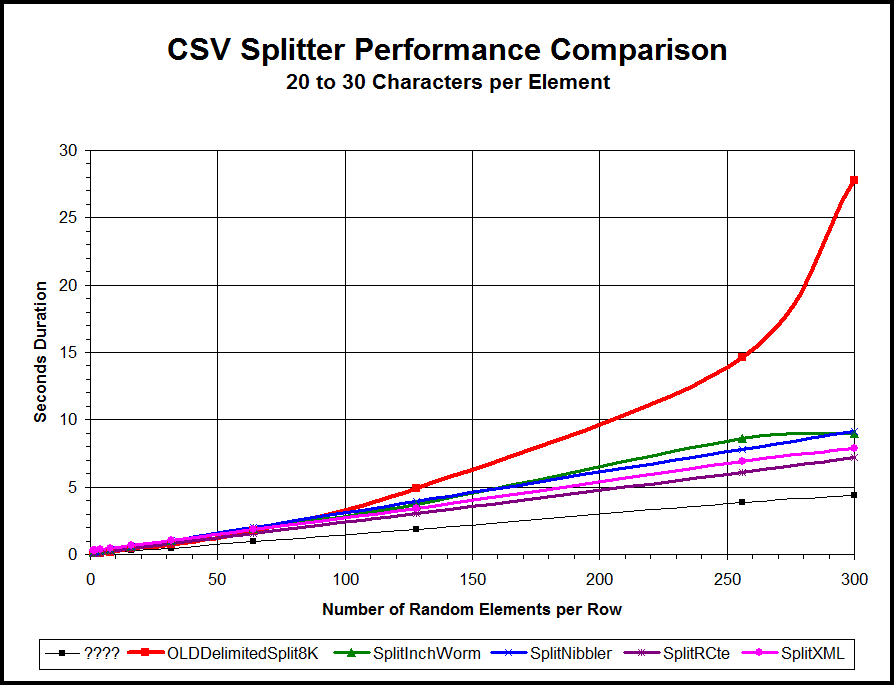 CSV Splitter Performance Comparison
20 to 30 Characters per Element
30
25
20
15
10
5
0
Seconds Duration
0 50 100 150 200 250 300
Number of Random Elements per Row
???? OLDDelimitedSplit8K SplitInchWorm SplitNibbler SplitRCte SplitXML